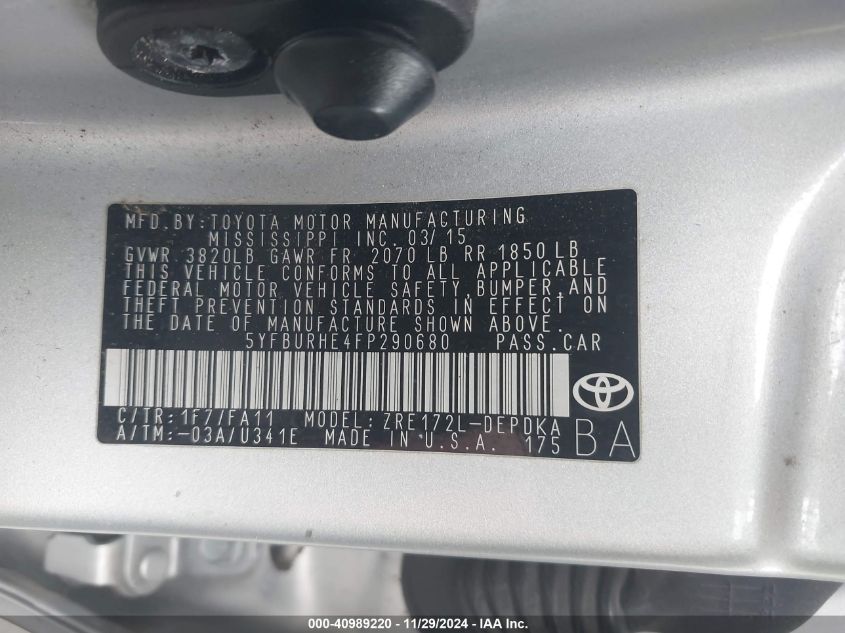 MFD.BY:TOYOTA MOTOR MANUFACTURING
MISSISSIPPI INC. 03/15
GVWR 3820LB GAWR FR 2070 LB RR 1850 LB
THIS VEHICLE CONFORMS TO ALL APPLICABLE
FEDERAL MOTOR VEHICLE SAFETY, BUMPER, AND
THEFT PREVENTION STANDARDS IN EFFECT ON
THE DATE OF MANUFACTURE SHOWN ABOVE.
5YFBURHE4FP290680 PASS.CAR
C/TR:1F7/FA11 MODEL:ZRE172L-DEPDKA
A/TM:-03A/U341E MADE IN U.S.A. 175 BA
000-40989220 - 11/29/2024 - IAA Inc.